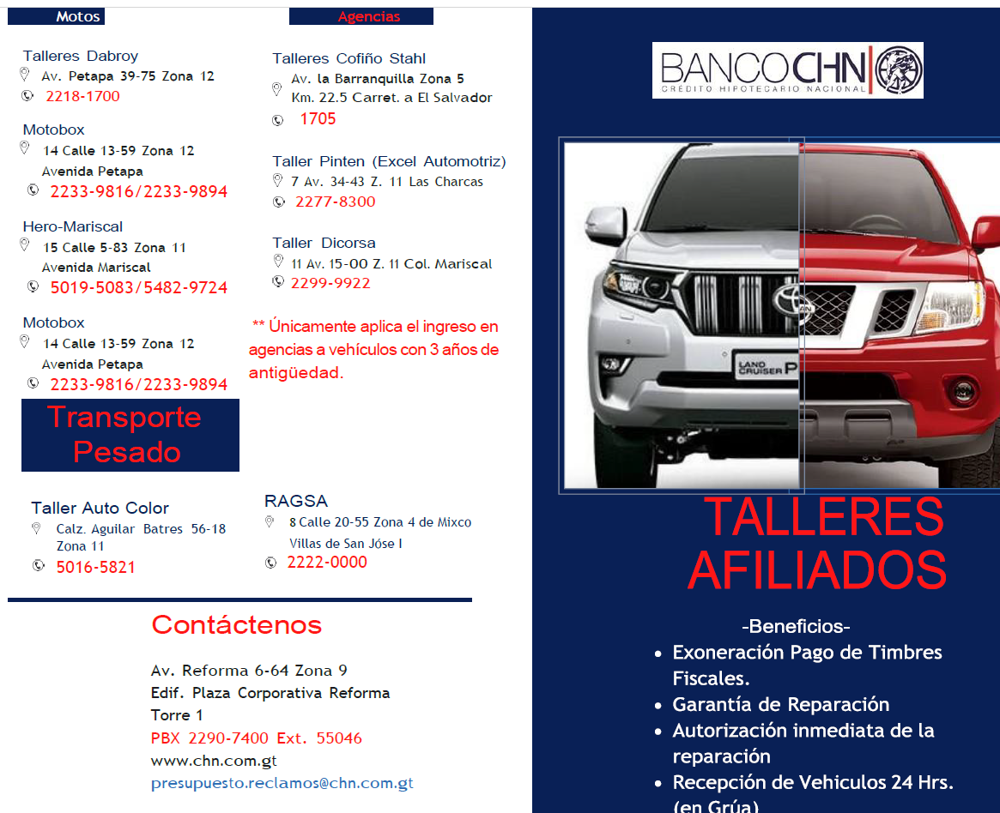 Motos
Talleres Dabroy
Av. Petapa 39-75 Zona 12
2218-1700
Motobox
14 Calle 13-59 Zona 12
Avenida Petapa
2233-9816/2233-9894
Hero-Mariscal
15 Calle 5-83 Zona 11
Avenida Mariscal
5019-5083/5482-9724
Motobox
14 Calle 13-59 Zona 12
Avenida Petapa
2233-9816/2233-9894
Agencias
Talleres Cofiño Stahl
Av. la Barranquilla Zona 5
Km. 22.5 Carret. a El Salvador
1705
Taller Pinten (Excel Automotriz)
7 Av. 34-43 Z. 11 Las Charcas
2277-8300
Taller Dicorsa
11 Av. 15-00 Z. 11 Col. Mariscal
2299-9922
** Únicamente aplica el ingreso en
agencias a vehículos con 3 años de
antigüedad.
Transporte
Pesado
Taller Auto Color
Calz. Aguilar Batres 56-18
Zona 11
5016-5821
RAGSA
8 Calle 20-55 Zona 4 de Mixco
Villas de San Jóse I
2222-0000
Contáctenos
Av. Reforma 6-64 Zona 9
Edif. Plaza Corporativa Reforma
Torre 1
PBX 2290-7400 Ext. 55046
www.chn.com.gt
presupuesto.reclamos@chn.com.gt
BANCOCHN
CRÉDITO HIPOTECARIO NACIONAL
LAND
CRUISER P
AN
TALLERES
AFILIADOS
-Beneficios-
• Exoneración Pago de Timbres
Fiscales.
• Garantía de Reparación
• Autorización inmediata de la
reparación
• Recepción de Vehiculos 24 Hrs.
(en Grúa)